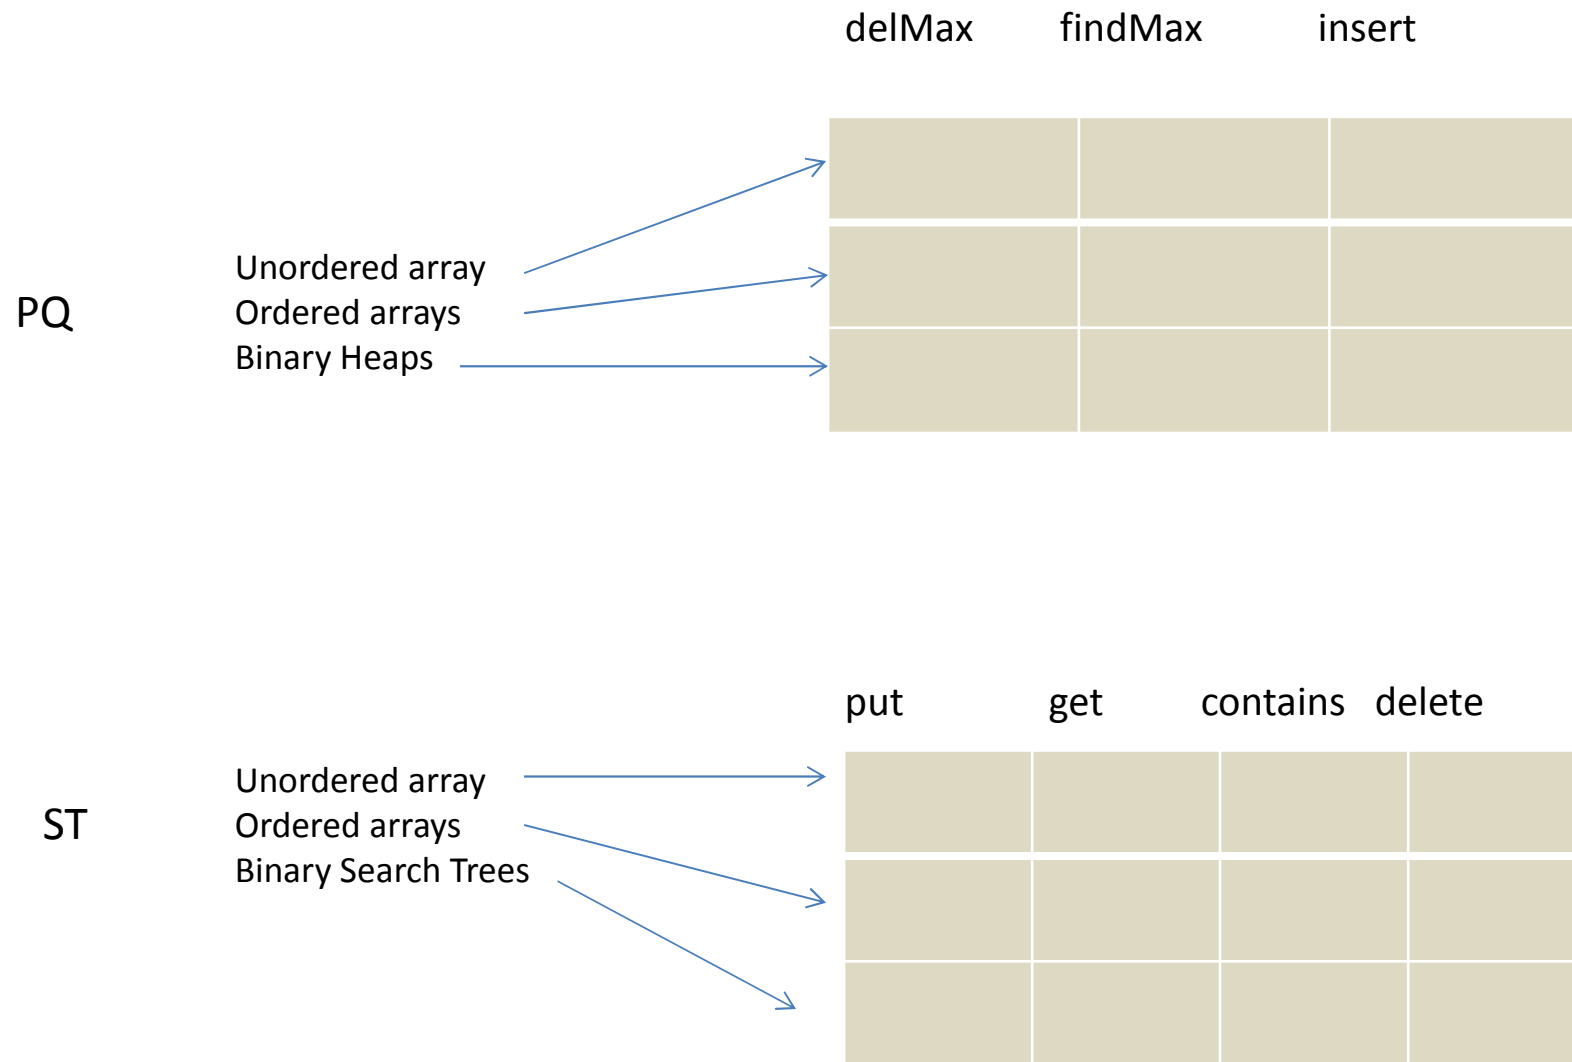 delMax findMax insert
Unordered array
PQ Ordered arrays
Binary Heaps
put get contains delete
Unordered array
ST Ordered arrays
Binary Search Trees